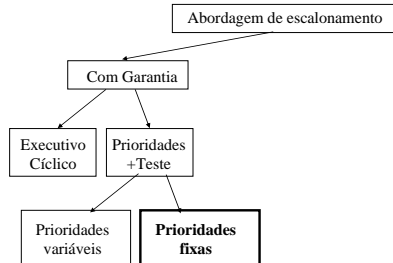 Abordagem de escalonamento
Com Garantia
Executivo
Cíclico
Prioridades
+Teste
Prioridades
variáveis
Prioridades
fixas